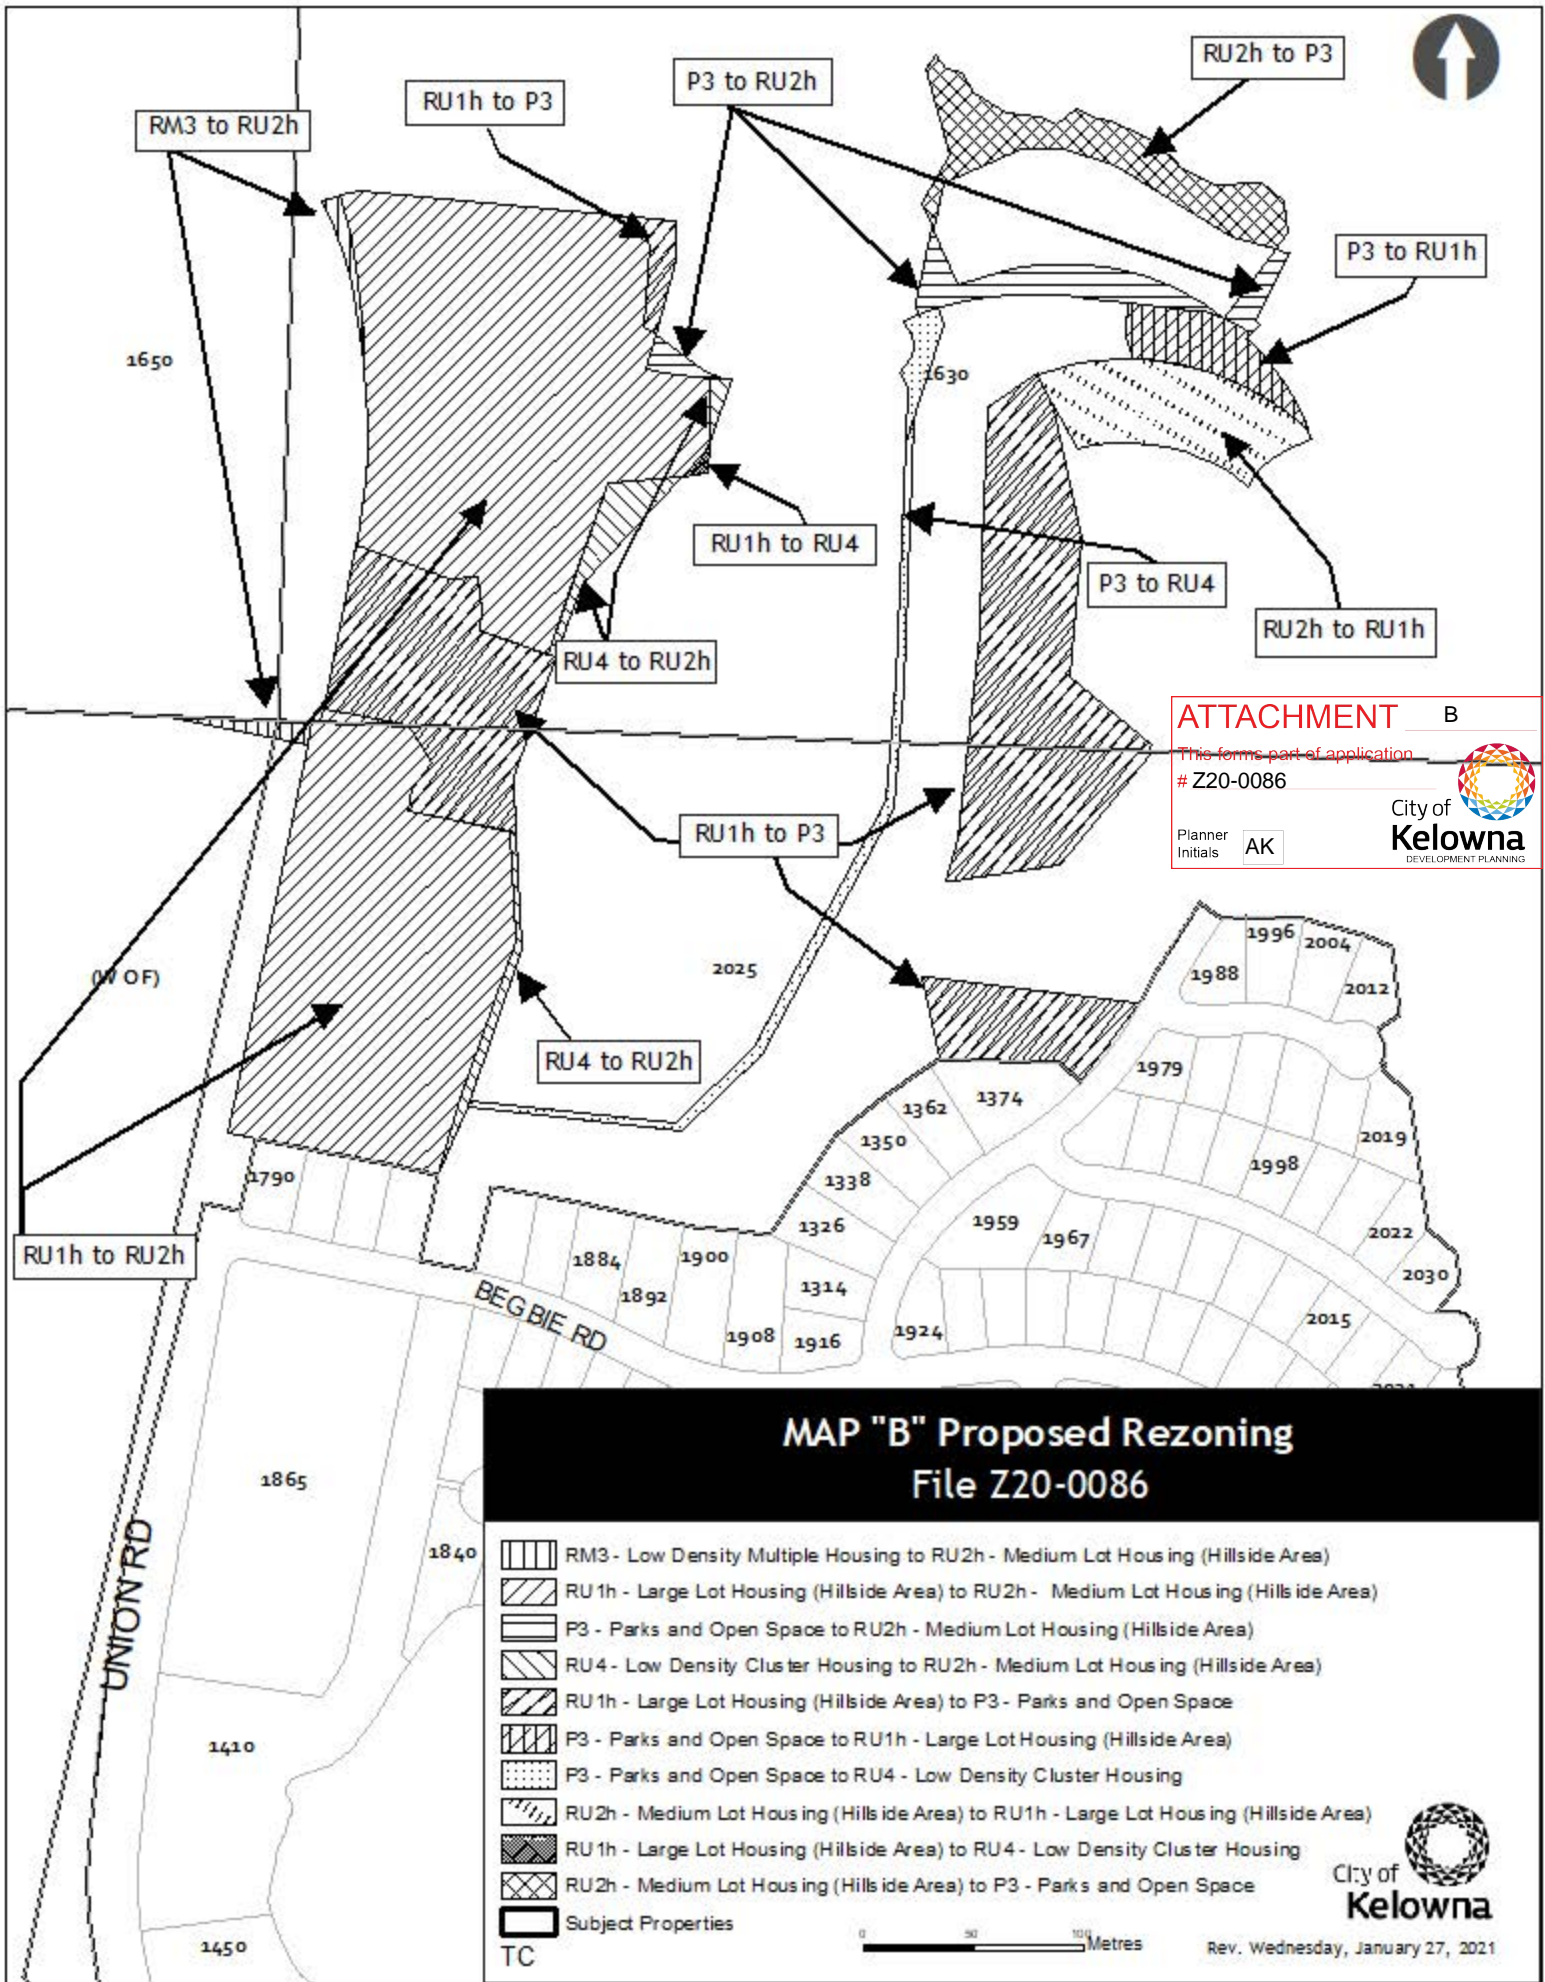 RU2h to P3
P3 to RU2h
RU1h to P3
RM3 to RU2h
P3 to RU1h
1650
1630
RU1h to RU4
P3 to RU4
RU2h to RU1h
RU4 to RU2h
ATTACHMENT B
This forms part of application
# Z20-0086
City of
Kelowna
DEVELOPMENT PLANNING
Planner
Initials AK
RU1h to P3
1996
2004
1988
2012
(W OF)
2025
RU4 to RU2h
1979
1374
1362
1350
2019
1998
1790
1338
1326
1959
1967
2022
RU1h to RU2h
1884
1900
2030
1892
1314
BEGBIE RD
2015
1908
1916
1924
MAP "B" Proposed Rezoning
File Z20-0086
1865
1840
UNION RD
1410
1450
RM3 - Low Density Multiple Housing to RU2h - Medium Lot Housing (Hillside Area)
RU1h - Large Lot Housing (Hillside Area) to RU2h - Medium Lot Housing (Hillside Area)
P3 - Parks and Open Space to RU2h - Medium Lot Housing (Hillside Area)
RU4 - Low Density Cluster Housing to RU2h - Medium Lot Housing (Hillside Area)
RU1h - Large Lot Housing (Hillside Area) to P3 - Parks and Open Space
P3 - Parks and Open Space to RU1h - Large Lot Housing (Hillside Area)
P3 - Parks and Open Space to RU4 - Low Density Cluster Housing
RU2h - Medium Lot Housing (Hillside Area) to RU1h - Large Lot Housing (Hillside Area)
RU1h - Large Lot Housing (Hillside Area) to RU4 - Low Density Cluster Housing
RU2h - Medium Lot Housing (Hillside Area) to P3 - Parks and Open Space
Subject Properties
TC
0 50 100 Metres
City of
Kelowna
Rev. Wednesday, January 27, 2021